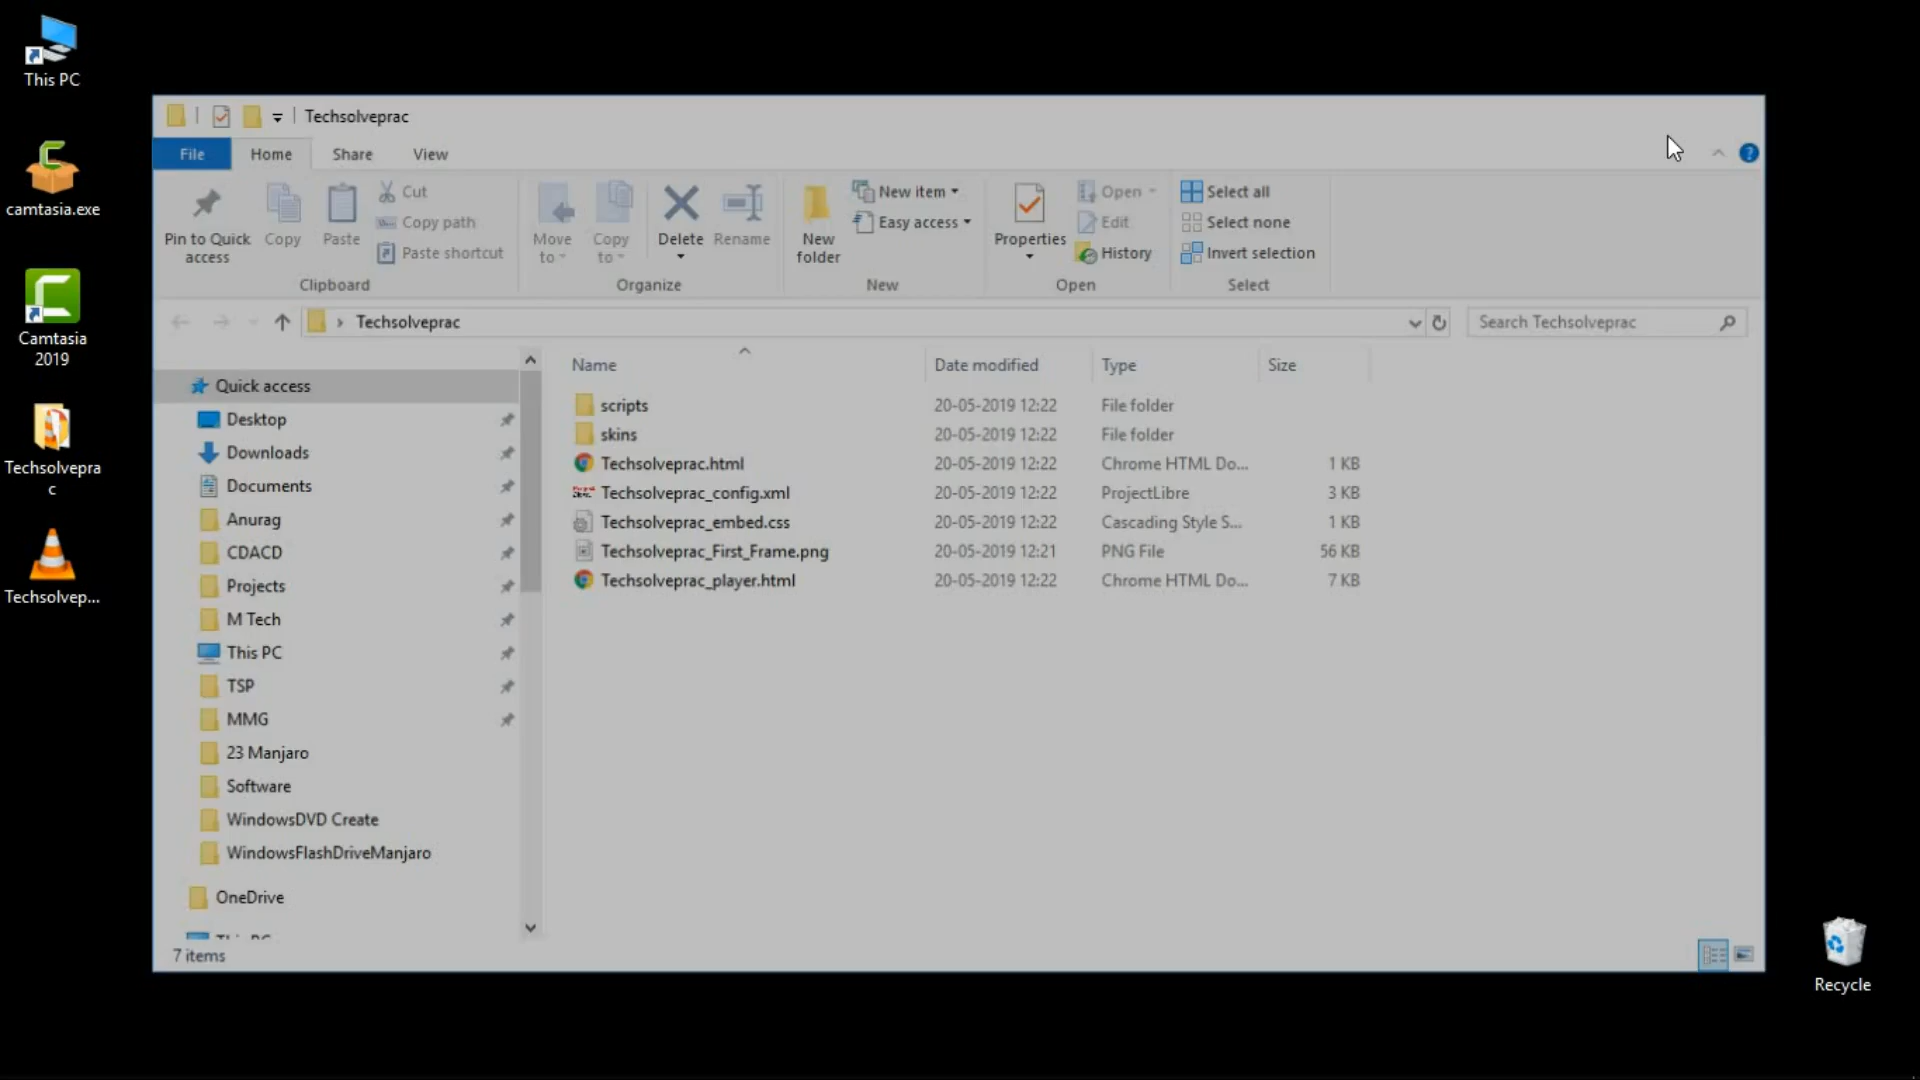 This PC
camtasia.exe
Camtasia
2019
Techsolvepra
c
Techsolvep...
Recycle
Techsolveprac
File
Home
Share
View
Pin to Quick
access
Copy
Paste
Cut
Copy path
Paste shortcut
Clipboard
Move
to
Copy
to
Delete
Rename
Organize
New
folder
New item
Easy access
New
Properties
Open
Edit
History
Open
Select all
Select none
Invert selection
Select
Techsolveprac
Search Techsolveprac
Quick access
Desktop
Downloads
Documents
Anurag
CDACD
Projects
M Tech
This PC
TSP
MMG
23 Manjaro
Software
WindowsDVD Create
WindowsFlashDriveManjaro
OneDrive
This PC
Name Date modified Type Size
scripts 20-05-2019 12:22 File folder
skins 20-05-2019 12:22 File folder
Techsolveprac.html 20-05-2019 12:22 Chrome HTML Do... 1 KB
Techsolveprac_config.xml 20-05-2019 12:22 ProjectLibre 3 KB
Techsolveprac_embed.css 20-05-2019 12:22 Cascading Style S... 1 KB
Techsolveprac_First_Frame.png 20-05-2019 12:21 PNG File 56 KB
Techsolveprac_player.html 20-05-2019 12:22 Chrome HTML Do... 7 KB
7 items